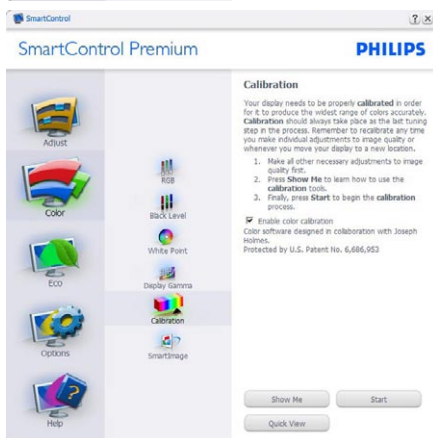 SmartControl
SmartControl Premium
PHILIPS
Adjust
Color
Eco
Options
Help
RGB
Black Level
White Point
Display Gamma
Calibration
SmartImage
Calibration
Your display needs to be properly calibrated in order
for it to produce the widest range of colors accurately.
Calibration should always take place as the last tuning
step in the process. Remember to recalibrate any time
you make individual adjustments to image quality or
whenever you move your display to a new location.
1. Make all other necessary adjustments to image
quality first.
2. Press Show Me to learn how to use the
calibration tools.
3. Finally, press Start to begin the calibration
process.
Enable color calibration
Color software designed in collaboration with Joseph
Holmes.
Protected by U.S. Patent No. 6,686,953
Show Me
Start
Quick View